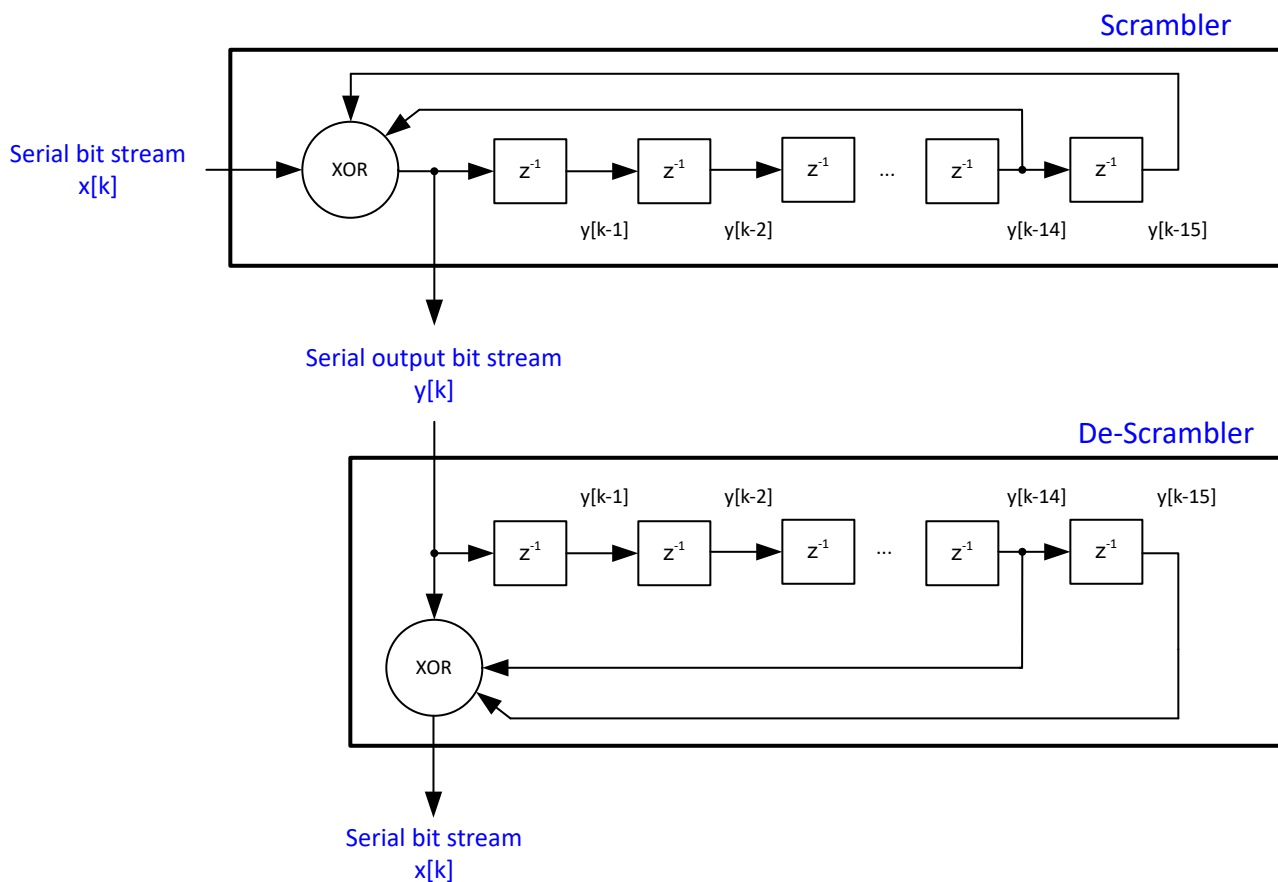 Scrambler
Serial bit stream
x[k]
XOR
z-1
z-1
z-1
...
z-1
z-1
y[k-1]
y[k-2]
y[k-14]
y[k-15]
Serial output bit stream
y[k]
De-Scrambler
y[k-1]
y[k-2]
y[k-14]
y[k-15]
z-1
z-1
z-1
...
z-1
z-1
XOR
Serial bit stream
x[k]